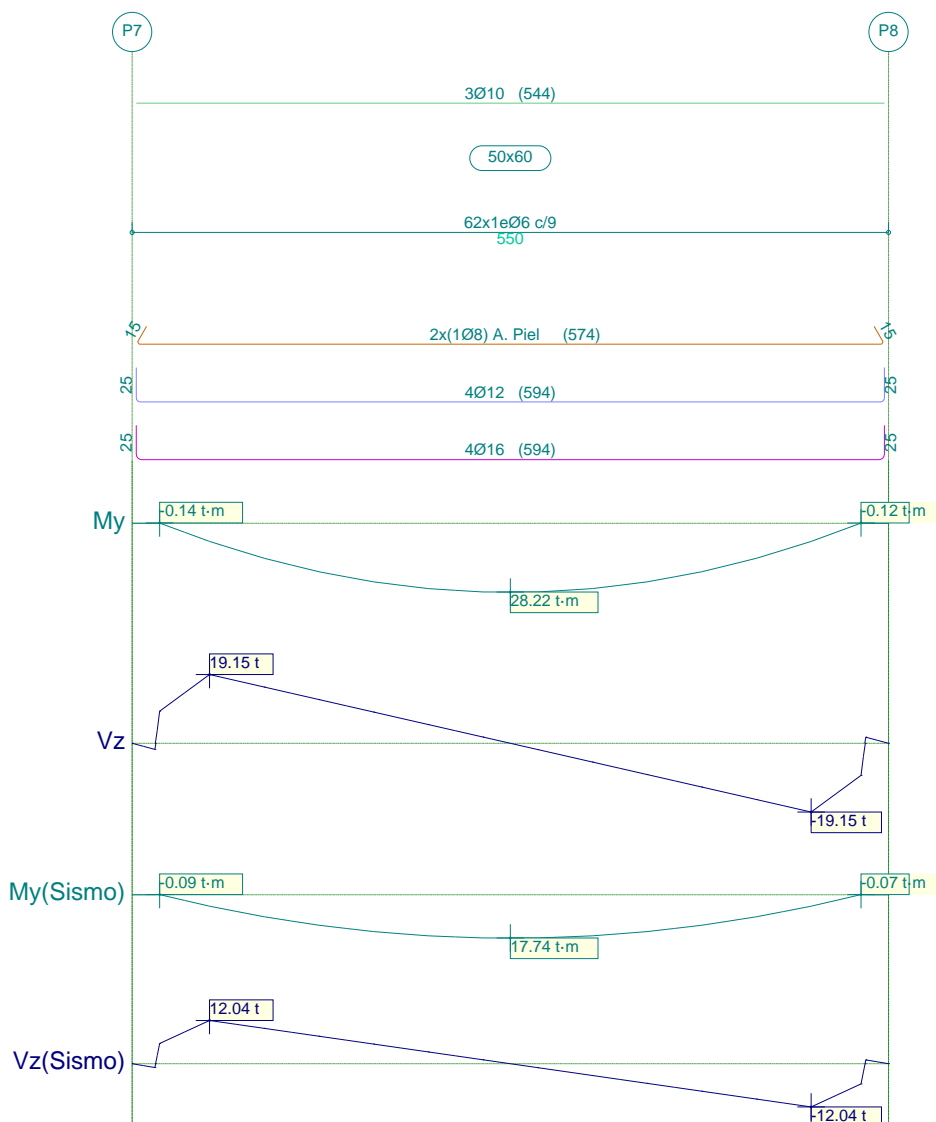 P7 P8
3Ø10 (544)
50x60
62x1eØ6 c/9
550
15 2x(1Ø8) A. Piel (574) 15
25 4Ø12 (594) 25
25 4Ø16 (594) 25
My -0.14 t·m -0.12 t·m
28.22 t·m
19.15 t
Vz
-19.15 t
My(Sismo) -0.09 t·m -0.07 t·m
17.74 t·m
12.04 t
Vz(Sismo)
-12.04 t